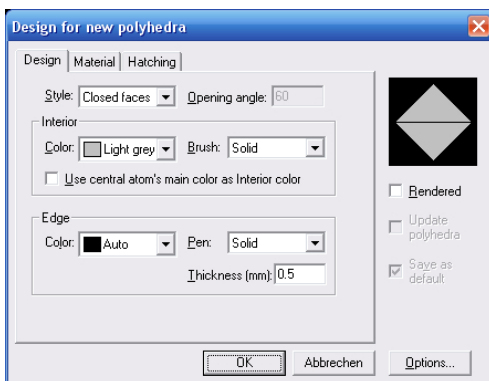 Design for new polyhedra
Design Material Hatching
Style: Closed faces Opening angle: 60
Interior
Color: Light grey Brush: Solid
Use central atom's main color as Interior color
Rendered
Update polyhedra
Save as default
Edge
Color: Auto Pen: Solid
Thickness (mm): 0.5
OK Abbrechen Options...